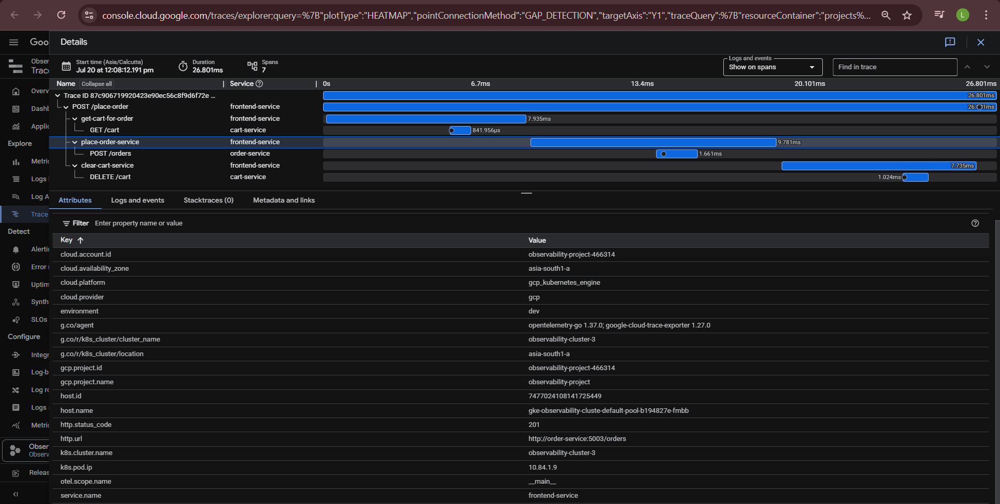 console.cloud.google.com/traces/explorer;query=%7B"plotType":"HEATMAP","pointConnectionMethod":"GAP_DETECTION","targetAxis":"Y1","traceQuery":%7B"resourceContainer":"projects%...
L
Goo
Details
Obser
Trace
Start time (Asia/Calcutta)
Jul 20 at 12:08:12.191 pm
Duration
26.801ms
Spans
7
Logs and events
Show on spans
Find in trace
Name Collapse all Service 0s 6.7ms 13.4ms 20.101ms 26.801ms
Trace ID 87c906719920423e90ec56c8f9d6f72e ... 26.801ms
POST /place-order frontend-service
get-cart-for-order frontend-service 7.935ms
GET /cart cart-service 841.956μs
place-order-service frontend-service 9.781ms
POST /orders order-service 1.661ms
clear-cart-service frontend-service 7.735ms
DELETE /cart cart-service 1.024ms
Overv
Dashb
Applic
Explore
Metric
Logs
Log A
Trace
Detect
Alertin
Error
Uptim
Synth
SLOs
Configure
Integr
Log-b
Log ro
Logs
Metric
Obser
Observ
Releas
Attributes Logs and events Stacktraces (0) Metadata and links
Filter Enter property name or value
Key Value
cloud.account.id observability-project-466314
cloud.availability_zone asia-south1-a
cloud.platform gcp_kubernetes_engine
cloud.provider gcp
environment dev
g.co/agent opentelemetry-go 1.37.0; google-cloud-trace-exporter 1.27.0
g.co/r/k8s_cluster/cluster_name observability-cluster-3
g.co/r/k8s_cluster/location asia-south1-a
gcp.project.id observability-project-466314
gcp.project.name observability-project
host.id 7477024108141725449
host.name gke-observability-cluste-default-pool-b194827e-fmbb
http.status_code 201
http.url http://order-service:5003/orders
k8s.cluster.name observability-cluster-3
k8s.pod.ip 10.84.1.9
otel.scope.name __main__
service.name frontend-service